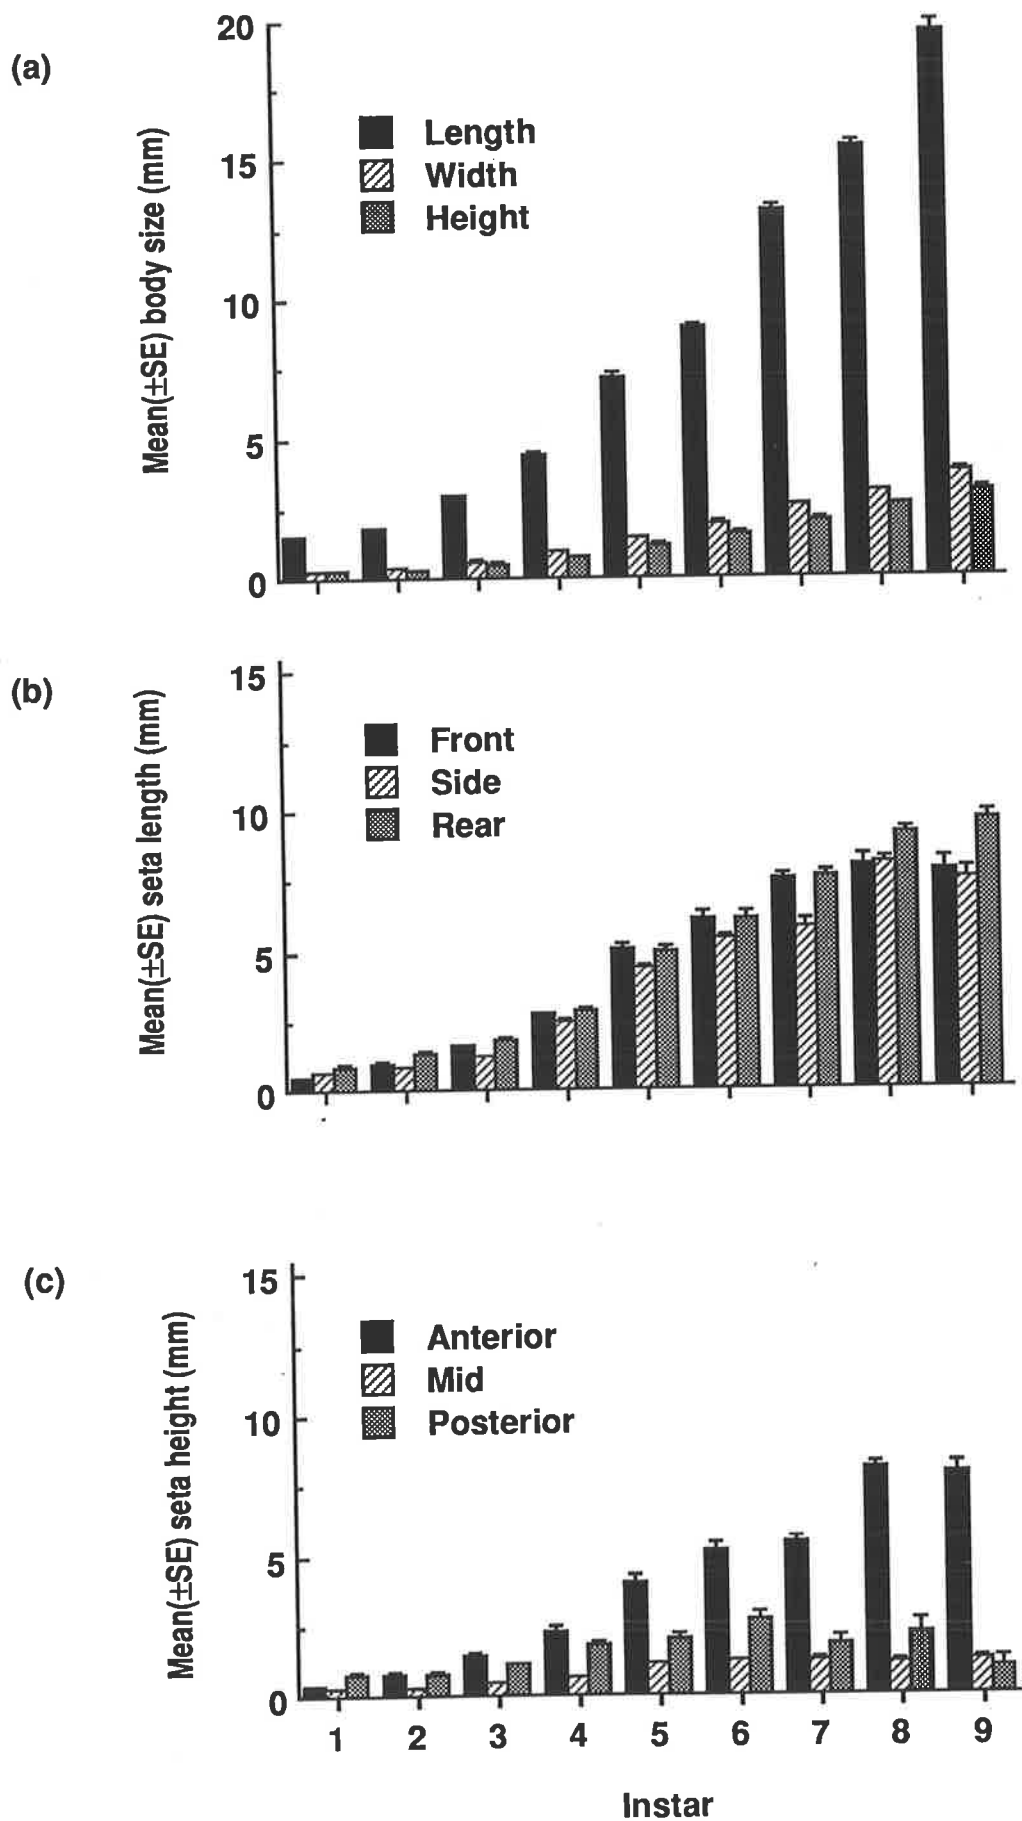 (a)
Mean(±SE) body size (mm)
20
15
10
5
0
Length
Width
Height
(b)
Mean(±SE) seta length (mm)
15
10
5
0
Front
Side
Rear
(c)
Mean(±SE) seta height (mm)
15
10
5
0
Anterior
Mid
Posterior
1 2 3 4 5 6 7 8 9
Instar